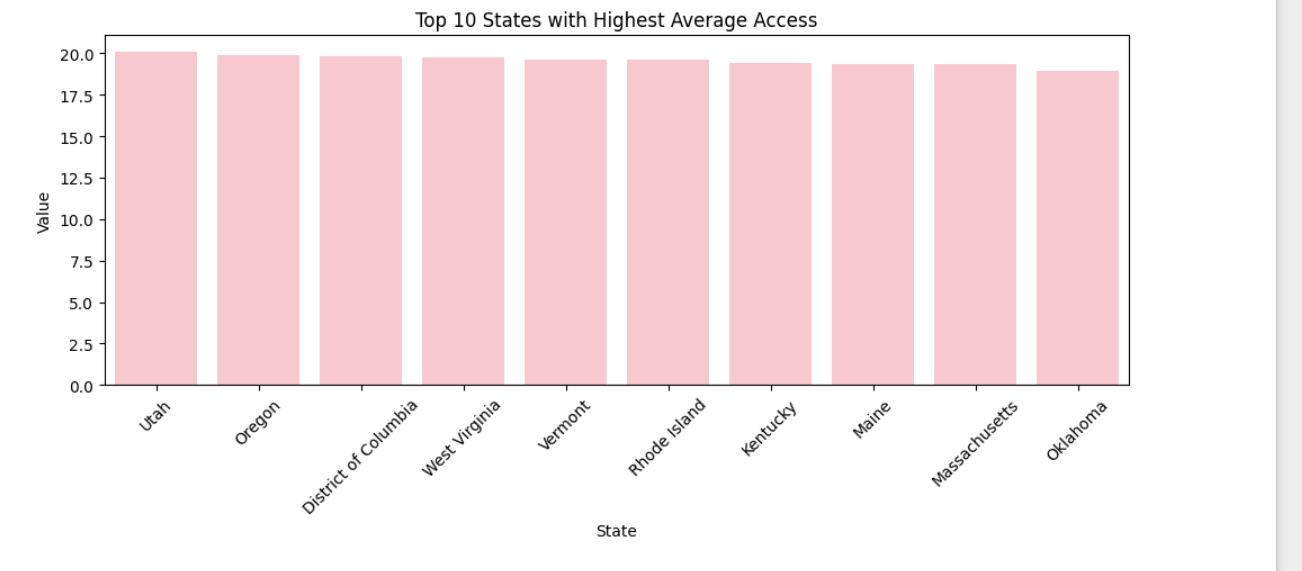 Top 10 States with Highest Average Access
20.0
17.5
15.0
12.5
10.0
7.5
5.0
2.5
0.0
Value
Utah
Oregon
District of Columbia
West Virginia
Vermont
Rhode Island
Kentucky
Maine
Massachusetts
Oklahoma
State